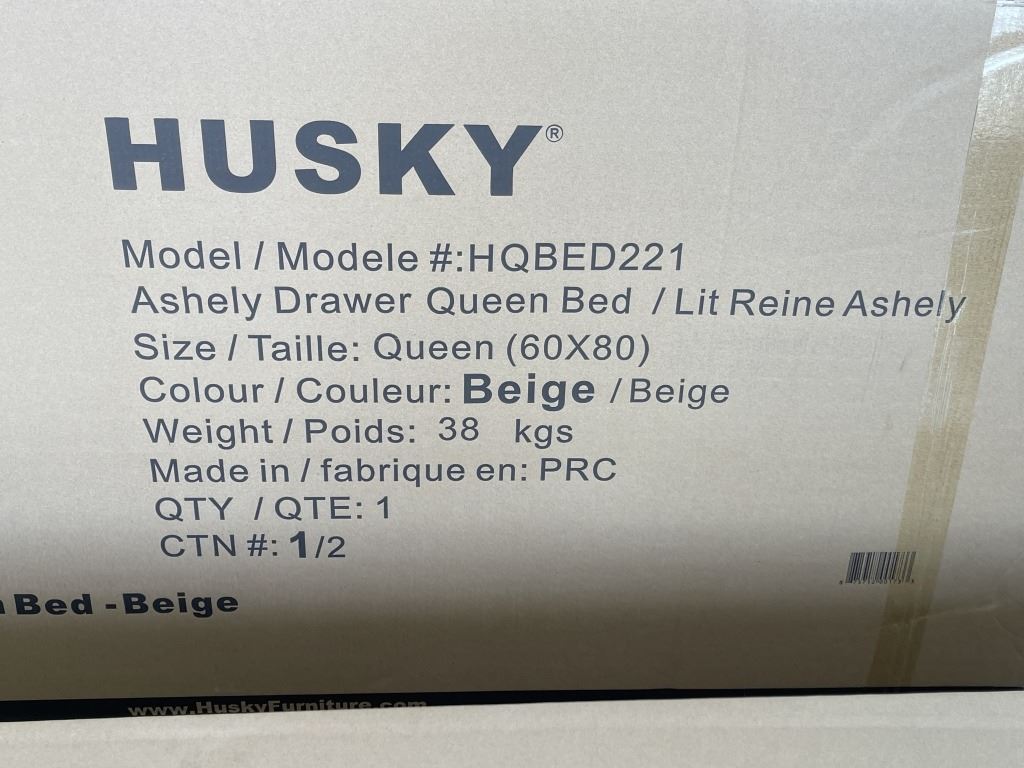 HUSKY®
Model / Modele #:HQBED221
Ashely Drawer Queen Bed / Lit Reine Ashely
Size / Taille: Queen (60X80)
Colour / Couleur: Beige / Beige
Weight / Poids: 38 kgs
Made in / fabrique en: PRC
QTY / QTE: 1
CTN #: 1/2
Bed - Beige
www.HuskyFurniture.com